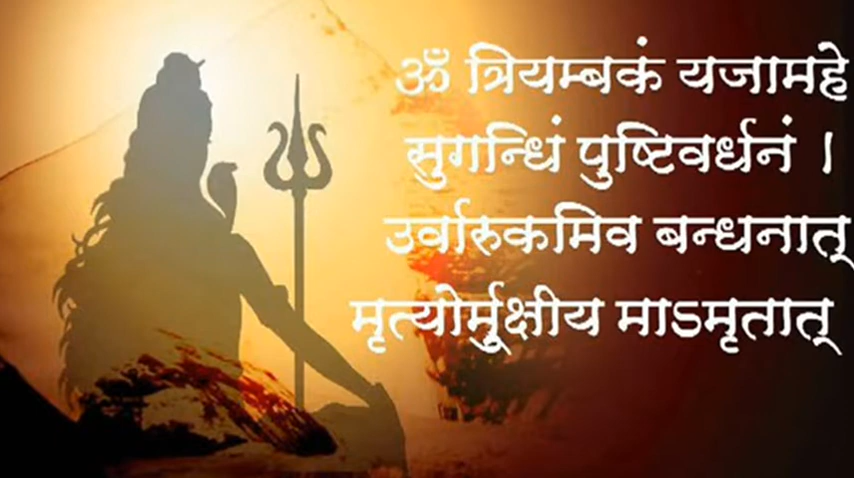 ॐ त्रियम्बकं यजामहे
सुगन्धिं पुष्टिवर्धनं ।
उर्वारुकमिव बन्धनात्
मृत्योर्मुक्षीय माऽमृतात्